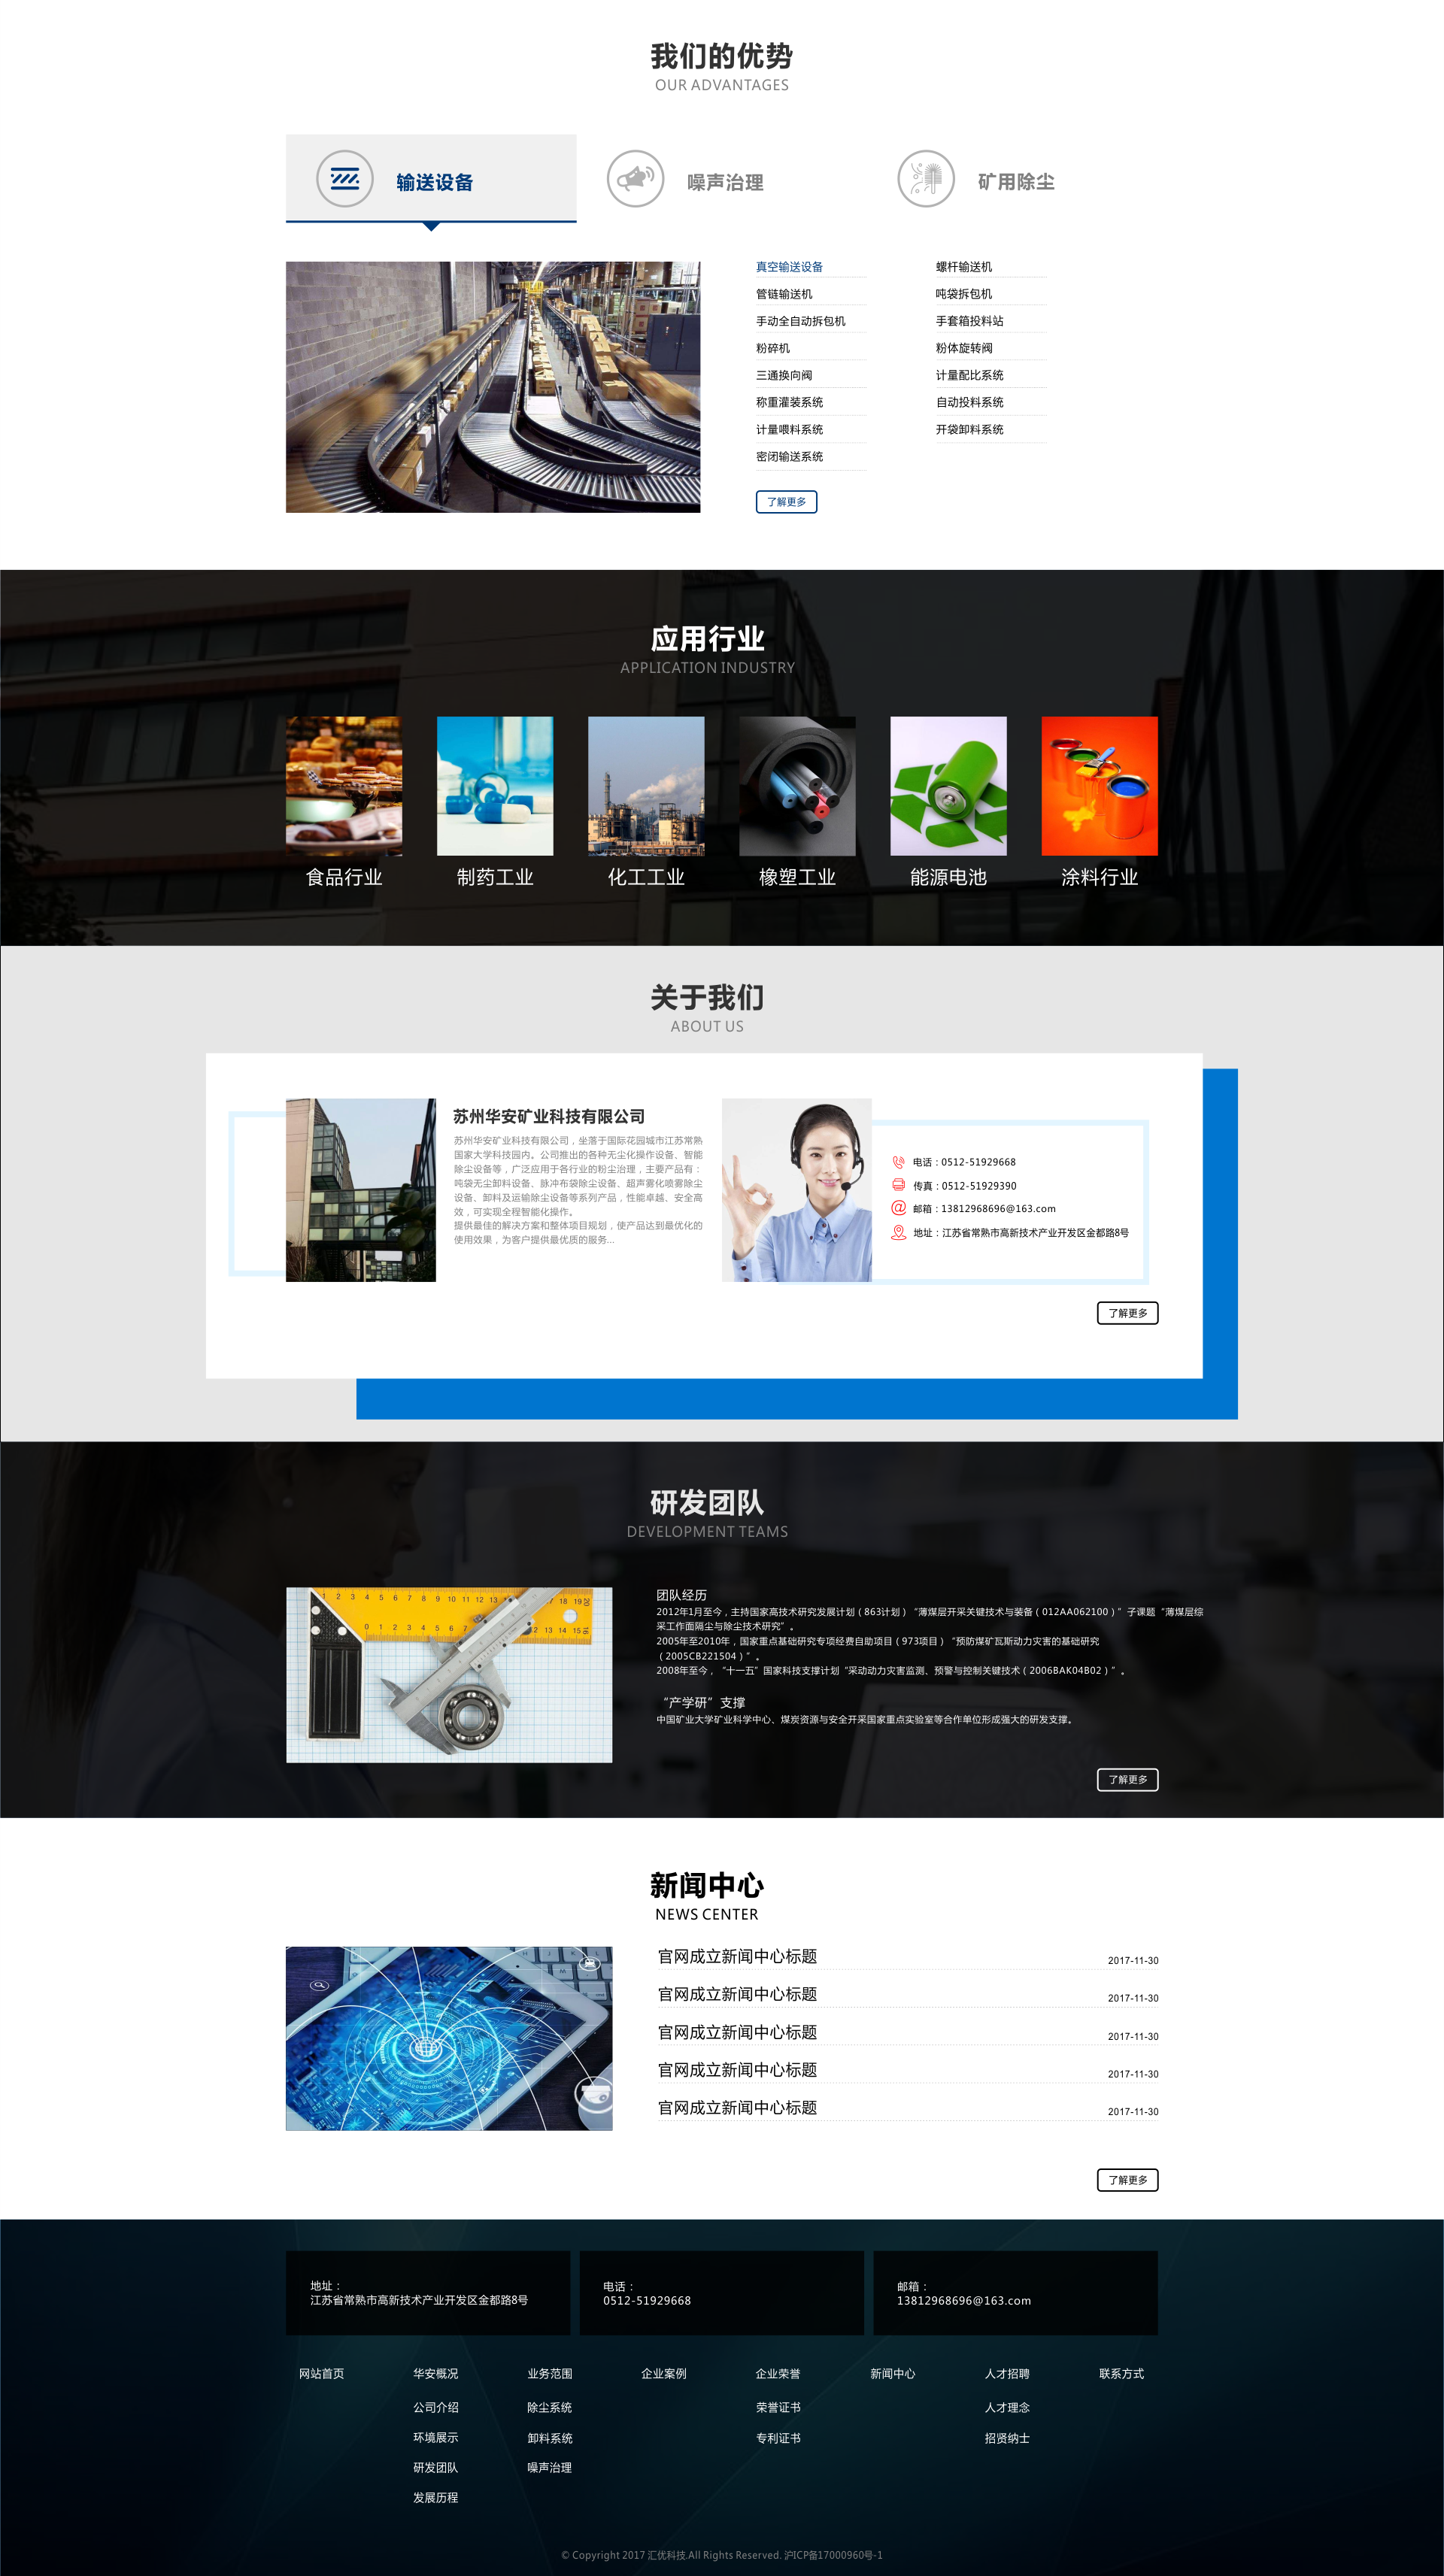 我们的优势
OUR ADVANTAGES
输送设备
噪声治理
矿用除尘
真空输送设备
管链输送机
手动全自动拆包机
粉碎机
三通换向阀
称重灌装系统
计量喂料系统
密闭输送系统
螺杆输送机
吨袋拆包机
手套箱投料站
粉体旋转阀
计量配比系统
自动投料系统
开袋卸料系统
了解更多
应用行业
APPLICATION INDUSTRY
食品行业
制药工业
化工工业
橡塑工业
能源电池
涂料行业
关于我们
ABOUT US
苏州华安矿业科技有限公司
苏州华安矿业科技有限公司，坐落于国际花园城市江苏常熟
国家大学科技园内。公司推出的各种无尘化操作设备、智能
除尘设备等，广泛应用于各行业的粉尘治理，主要产品有：
吨袋无尘卸料设备、脉冲布袋除尘设备、超声雾化喷雾除尘
设备、卸料及运输除尘设备等系列产品，性能卓越、安全高
效，可实现全程智能化操作。
提供最佳的解决方案和整体项目规划，使产品达到最优化的
使用效果，为客户提供最优质的服务...
电话：0512-51929668
传真：0512-51929390
邮箱：13812968696@163.com
地址：江苏省常熟市高新技术产业开发区金都路8号
了解更多
研发团队
DEVELOPMENT TEAMS
1 2 3 4 5 6 7 8 9 10 11 12 13 14 15 16 17 18 19 20
0 1 2 3 4 5 6 7 8 9 10 11 12
团队经历
2012年1月至今，主持国家高技术研究发展计划（863计划）“薄煤层开采关键技术与装备（012AA062100）”子课题“薄煤层综
采工作面隔尘与除尘技术研究”。
2005年至2010年，国家重点基础研究专项经费自助项目（973项目）“预防煤矿瓦斯动力灾害的基础研究
（2005CB221504）”。
2008年至今，“十一五”国家科技支撑计划“采动动力灾害监测、预警与控制关键技术（2006BAK04B02）”。
“产学研”支撑
中国矿业大学矿业科学中心、煤炭资源与安全开采国家重点实验室等合作单位形成强大的研发支撑。
了解更多
新闻中心
NEWS CENTER
官网成立新闻中心标题 2017-11-30
官网成立新闻中心标题 2017-11-30
官网成立新闻中心标题 2017-11-30
官网成立新闻中心标题 2017-11-30
官网成立新闻中心标题 2017-11-30
了解更多
地址：
江苏省常熟市高新技术产业开发区金都路8号
电话：
0512-51929668
邮箱：
13812968696@163.com
网站首页 华安概况 业务范围 企业案例 企业荣誉 新闻中心 人才招聘 联系方式
公司介绍 除尘系统 荣誉证书 人才理念
环境展示 卸料系统 专利证书 招贤纳士
研发团队 噪声治理
发展历程
© Copyright 2017 汇优科技.All Rights Reserved. 沪ICP备17000960号-1